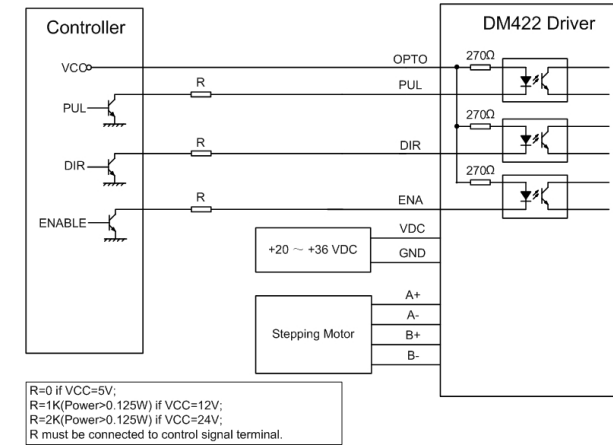 Controller
DM422 Driver
VCC
OPTO
270Ω
R
PUL
PUL
270Ω
R
DIR
DIR
270Ω
R
ENA
ENABLE
VDC
+20 ～ +36 VDC
GND
A+
A-
Stepping Motor
B+
B-
R=0 if VCC=5V;
R=1K(Power>0.125W) if VCC=12V;
R=2K(Power>0.125W) if VCC=24V;
R must be connected to control signal terminal.